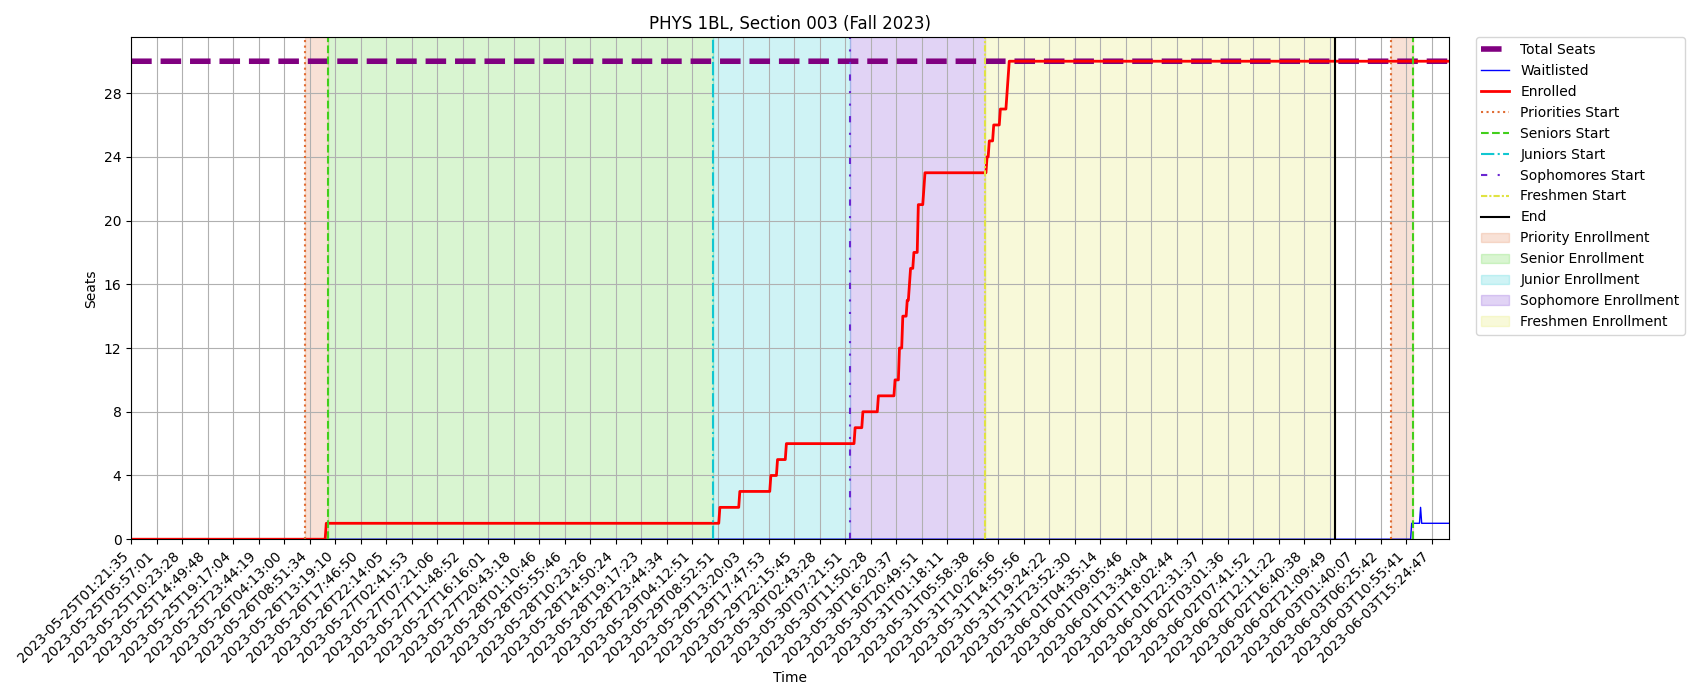 PHYS 1BL, Section 003 (Fall 2023)
Seats
28
24
20
16
12
8
4
0
2023-05-25T01:21:35
2023-05-25T05:57:01
2023-05-25T10:23:28
2023-05-25T14:49:48
2023-05-25T19:17:04
2023-05-25T23:44:19
2023-05-26T04:13:00
2023-05-26T08:51:34
2023-05-26T13:19:10
2023-05-26T17:46:50
2023-05-26T22:14:05
2023-05-27T02:41:53
2023-05-27T07:21:06
2023-05-27T11:48:52
2023-05-27T16:16:01
2023-05-27T20:43:18
2023-05-28T01:10:46
2023-05-28T05:55:46
2023-05-28T10:23:26
2023-05-28T14:50:24
2023-05-28T19:17:23
2023-05-28T23:44:34
2023-05-29T04:12:51
2023-05-29T08:52:51
2023-05-29T13:20:03
2023-05-29T17:47:53
2023-05-29T22:15:45
2023-05-30T02:43:28
2023-05-30T07:21:51
2023-05-30T11:50:28
2023-05-30T16:20:37
2023-05-30T20:49:51
2023-05-31T01:18:11
2023-05-31T05:58:38
2023-05-31T10:26:56
2023-05-31T14:55:56
2023-05-31T19:24:22
2023-05-31T23:52:30
2023-06-01T04:35:14
2023-06-01T09:05:46
2023-06-01T13:34:04
2023-06-01T18:02:44
2023-06-01T22:31:37
2023-06-02T03:01:36
2023-06-02T07:41:52
2023-06-02T12:11:22
2023-06-02T16:40:38
2023-06-02T21:09:49
2023-06-03T01:40:07
2023-06-03T06:25:42
2023-06-03T10:55:41
2023-06-03T15:24:47
Time
Total Seats
Waitlisted
Enrolled
Priorities Start
Seniors Start
Juniors Start
Sophomores Start
Freshmen Start
End
Priority Enrollment
Senior Enrollment
Junior Enrollment
Sophomore Enrollment
Freshmen Enrollment